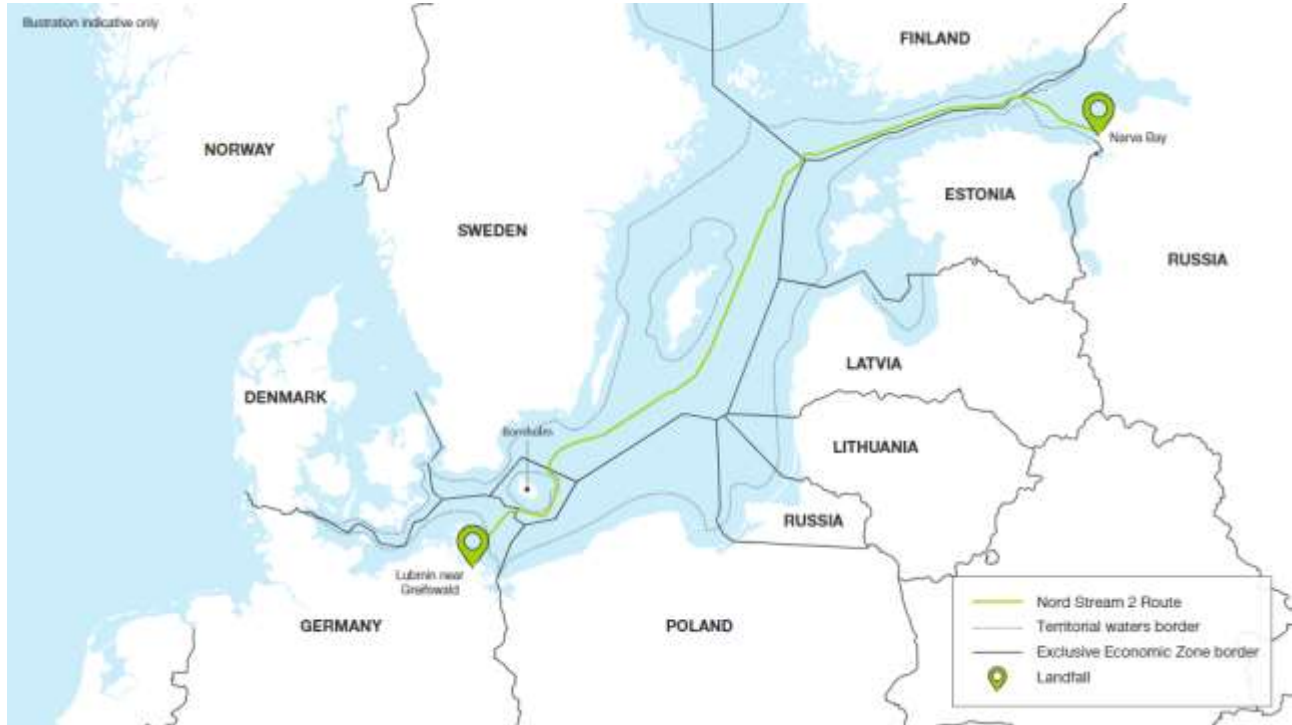 Illustration indicative only
FINLAND
Narva Bay
NORWAY
ESTONIA
SWEDEN
RUSSIA
LATVIA
DENMARK
Bornholm
LITHUANIA
RUSSIA
Lubmin near
Greifswald
GERMANY
POLAND
Nord Stream 2 Route
Territorial waters border
Exclusive Economic Zone border
Landfall